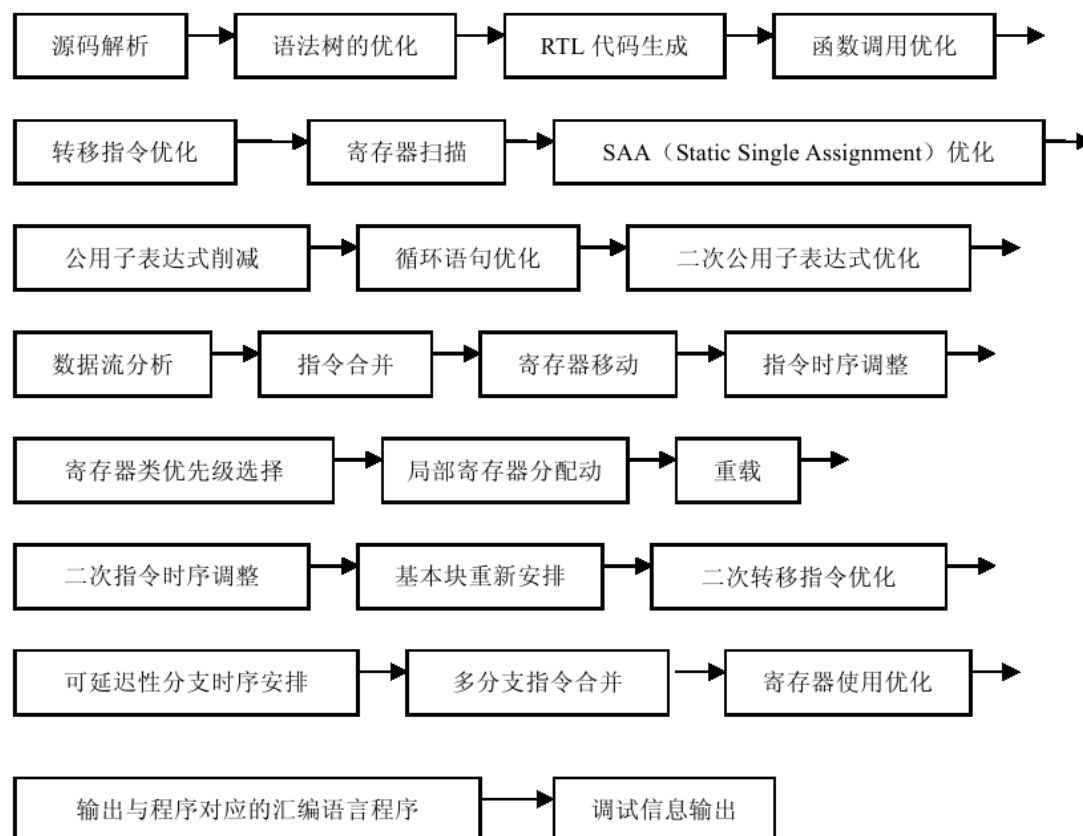 源码解析
语法树的优化
RTL 代码生成
函数调用优化
转移指令优化
寄存器扫描
SAA（Static Single Assignment）优化
公用子表达式削减
循环语句优化
二次公用子表达式优化
数据流分析
指令合并
寄存器移动
指令时序调整
寄存器类优先级选择
局部寄存器分配动
重载
二次指令时序调整
基本块重新安排
二次转移指令优化
可延迟性分支时序安排
多分支指令合并
寄存器使用优化
输出与程序对应的汇编语言程序
调试信息输出